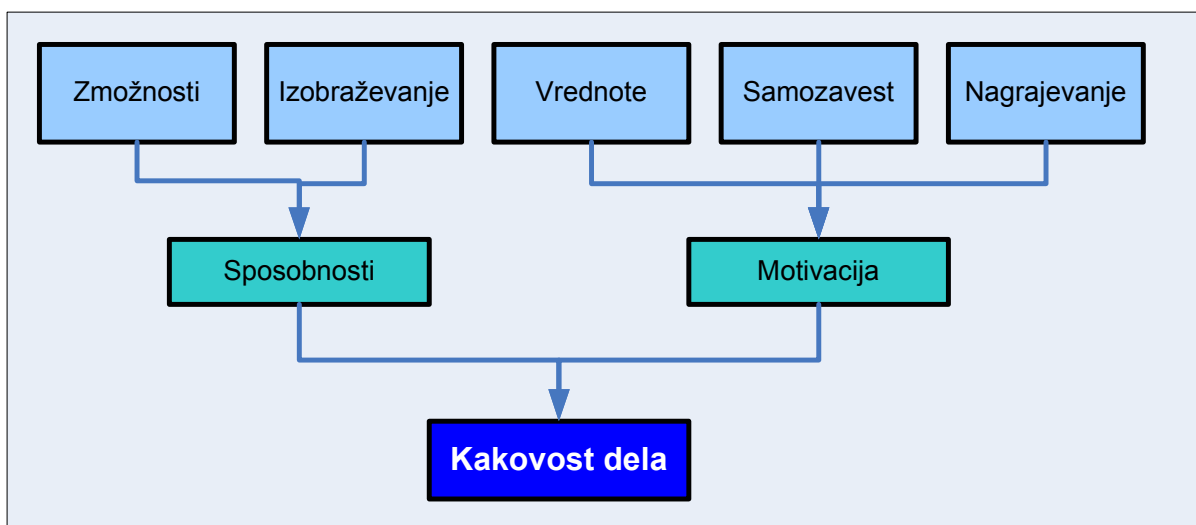 Zmožnosti
Izobraževanje
Vrednote
Samozavest
Nagrajevanje
Sposobnosti
Motivacija
Kakovost dela